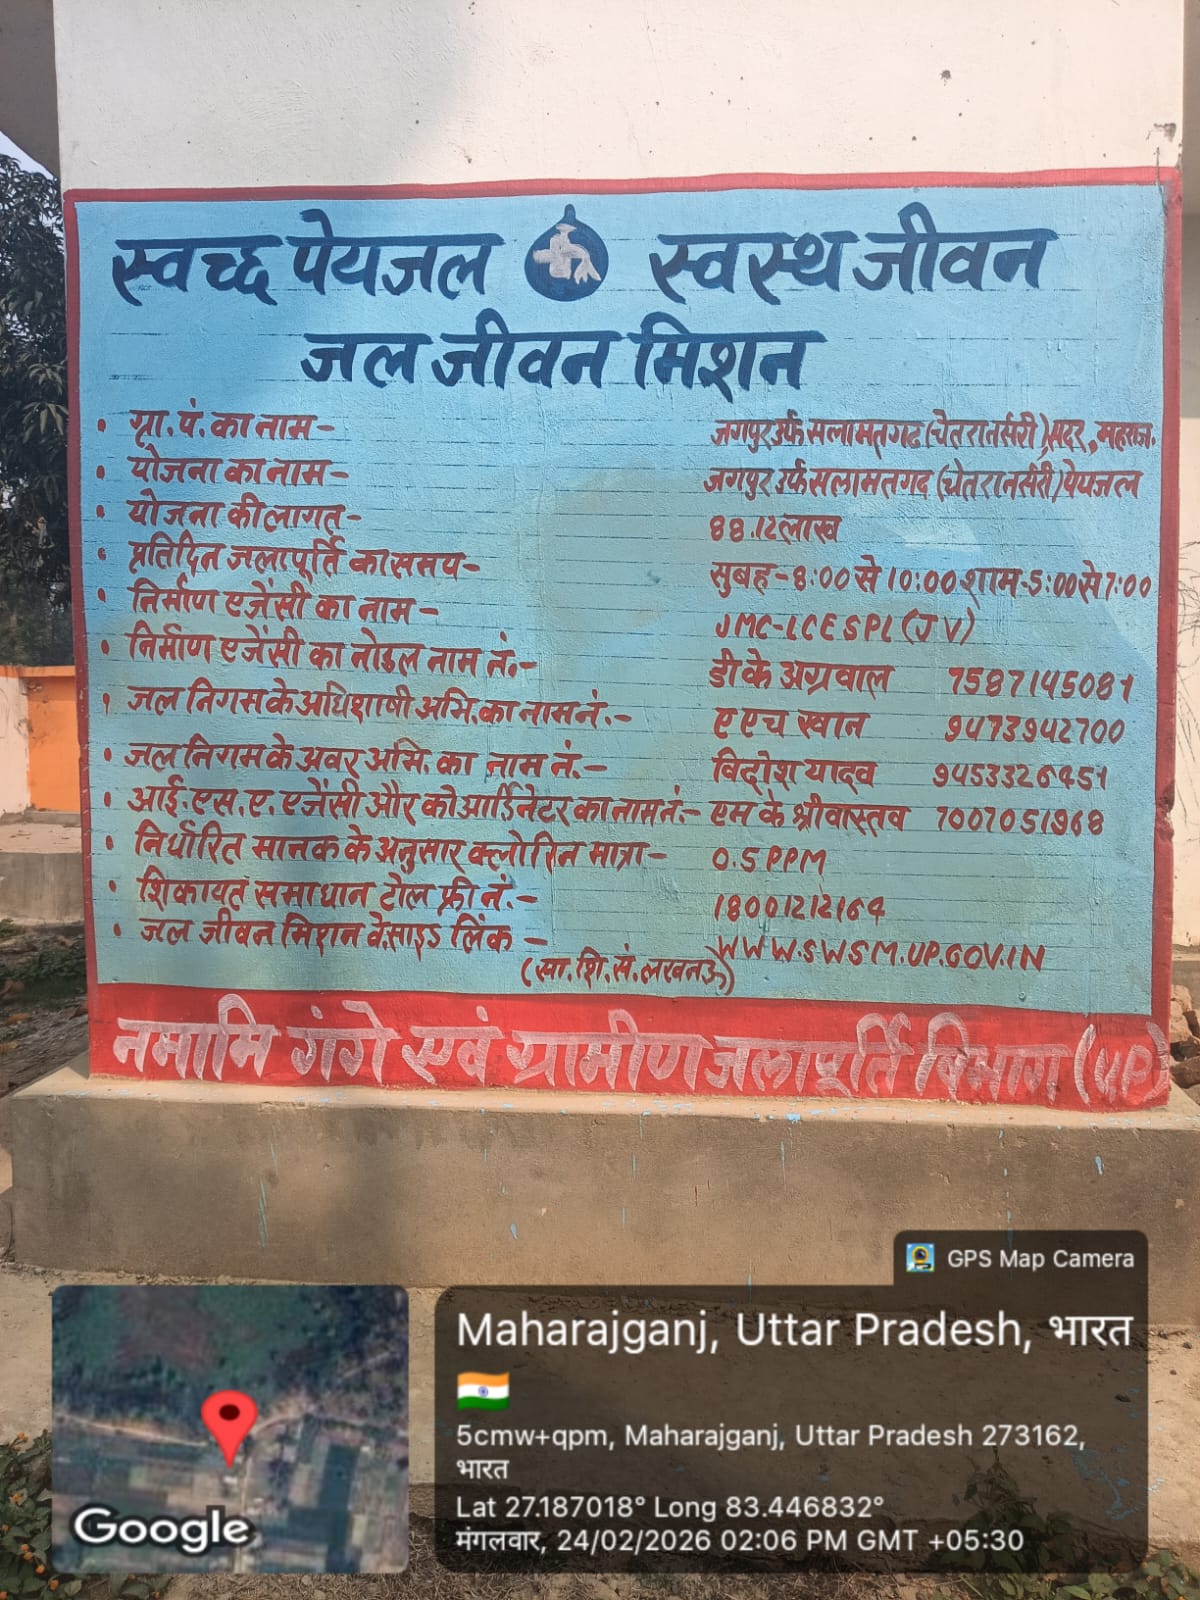 स्वच्छ पेयजल स्वस्थ जीवन
जल जीवन मिशन
• ग्रा.पं. का नाम- जगपुर उर्फ सलामतगढ (चेतरा नर्सरी) सदर, महराज.
• योजना का नाम- जगपुर उर्फ सलामतगढ (चेतरा नर्सरी) पेयजल
• योजना की लागत- 88.12 लाख
• प्रतिदिन जलापूर्ति का समय- सुबह-8:00 से 10:00 शाम-5:00 से 7:00
• निर्माण एजेंसी का नाम- JMC-LCESPL(JV)
• निर्माण एजेंसी का नोडल नाम नं.- डी के अग्रवाल 7587145081
• जल निगम के अधिशाषी अभि. का नाम नं.- ए एच खान 9473942700
• जल निगम के अवर अभि. का नाम नं.- यादव 9453326451
• आई.एस.ए. एजेंसी और कोआर्डिनेटर का नाम नं.- एम के श्रीवास्तव 7007051968
• निर्धारित मानक के अनुसार क्लोरिन मात्रा- 0.5 PPM
• शिकायत समाधान टोल फ्री नं.- 18001212164
• जल जीवन मिशन वेसाइड लिंक - WWW.SWSM.UP.GOV.IN
(खा.शि.सं. लखनऊ)
नमामि गंगे एवं ग्रामीण जलापूर्ति विभाग (UP)
GPS Map Camera
Maharajganj, Uttar Pradesh, भारत
5cmw+qpm, Maharajganj, Uttar Pradesh 273162,
भारत
Lat 27.187018° Long 83.446832°
मंगलवार, 24/02/2026 02:06 PM GMT +05:30
Google